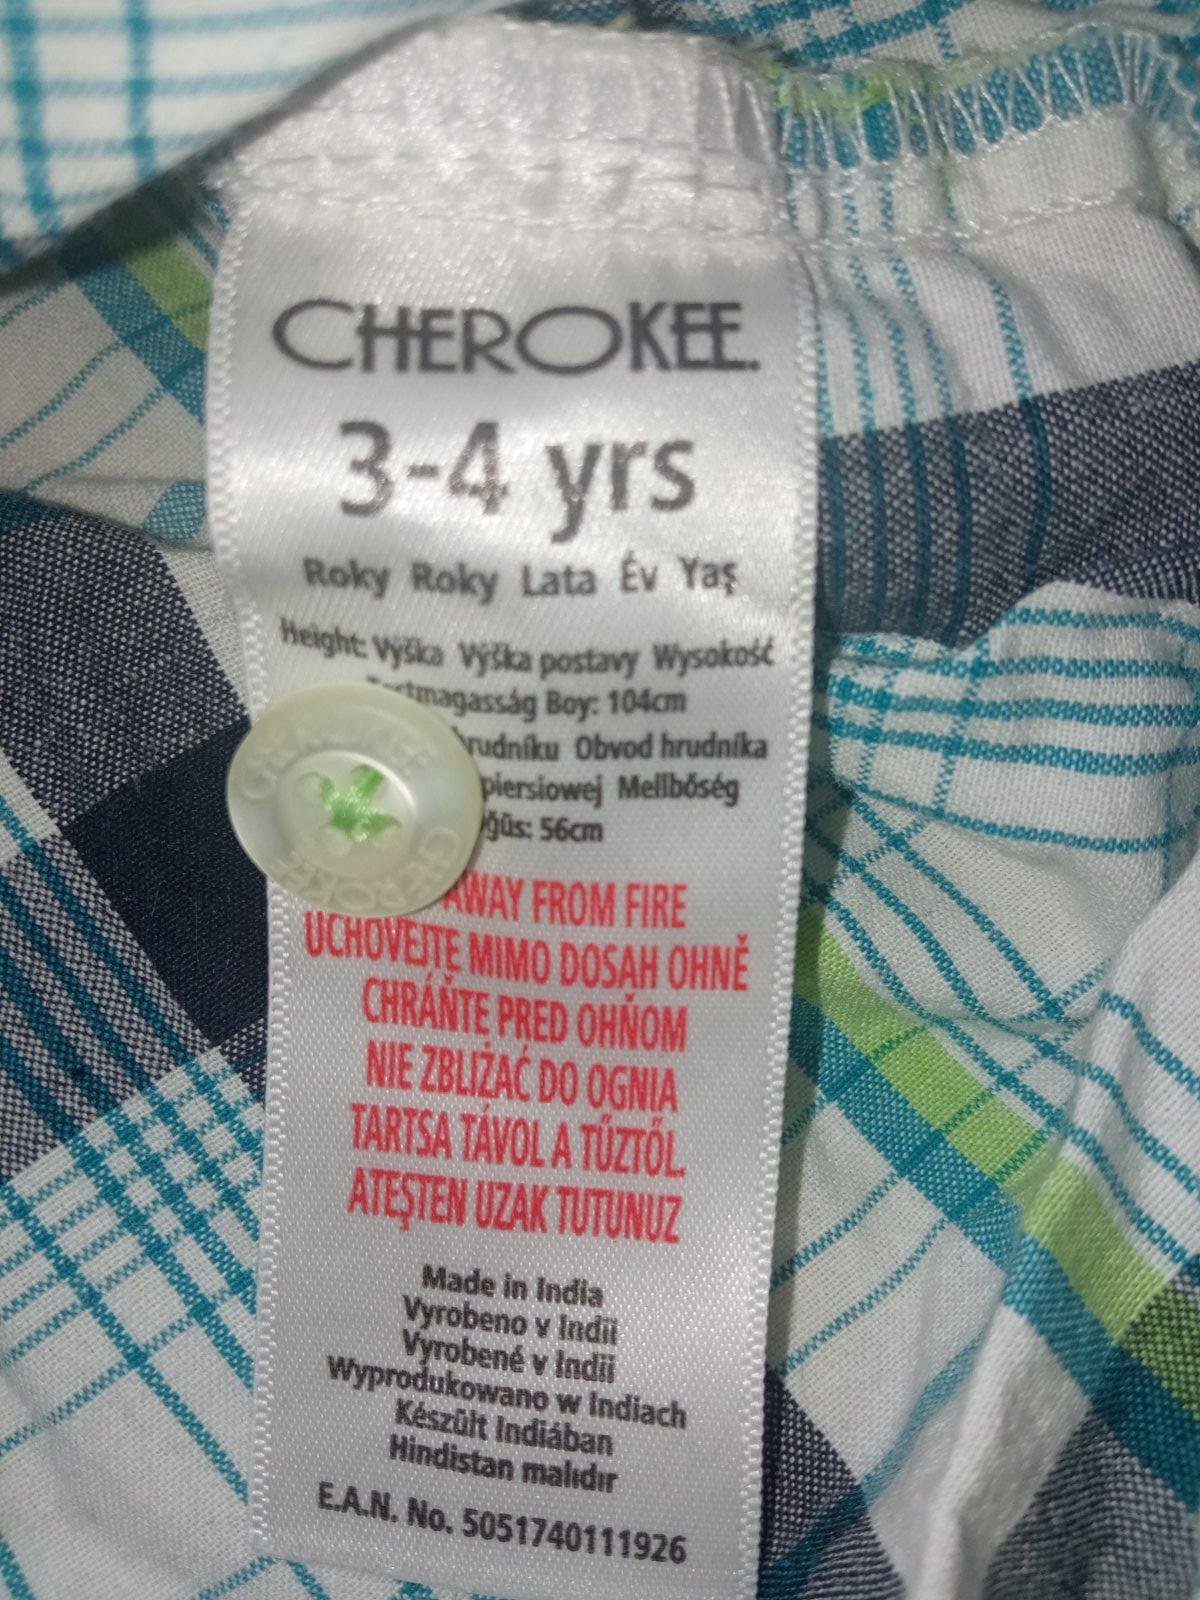 CHEROKEE.
3-4 yrs
Roky Roky Lata Év Yaş
Height: Výška Výška postavy Wysokość
Boy: 104cm
Obvod hrudníka
Mellbőség
56cm
AWAY FROM FIRE
UCHOVEJTE MIMO DOSAH OHNĚ
CHRÁŇTE PRED OHŇOM
NIE ZBLIŻAĆ DO OGNIA
TARTSA TÁVOL A TŰZTŐL.
ATEŞTEN UZAK TUTUNUZ
Made in India
Vyrobeno v Indii
Vyrobené v Indii
Wyprodukowano w Indiach
Készült Indiában
Hindistan malıdır
E.A.N. No. 5051740111926
CHEROKEE
CHEROKEE